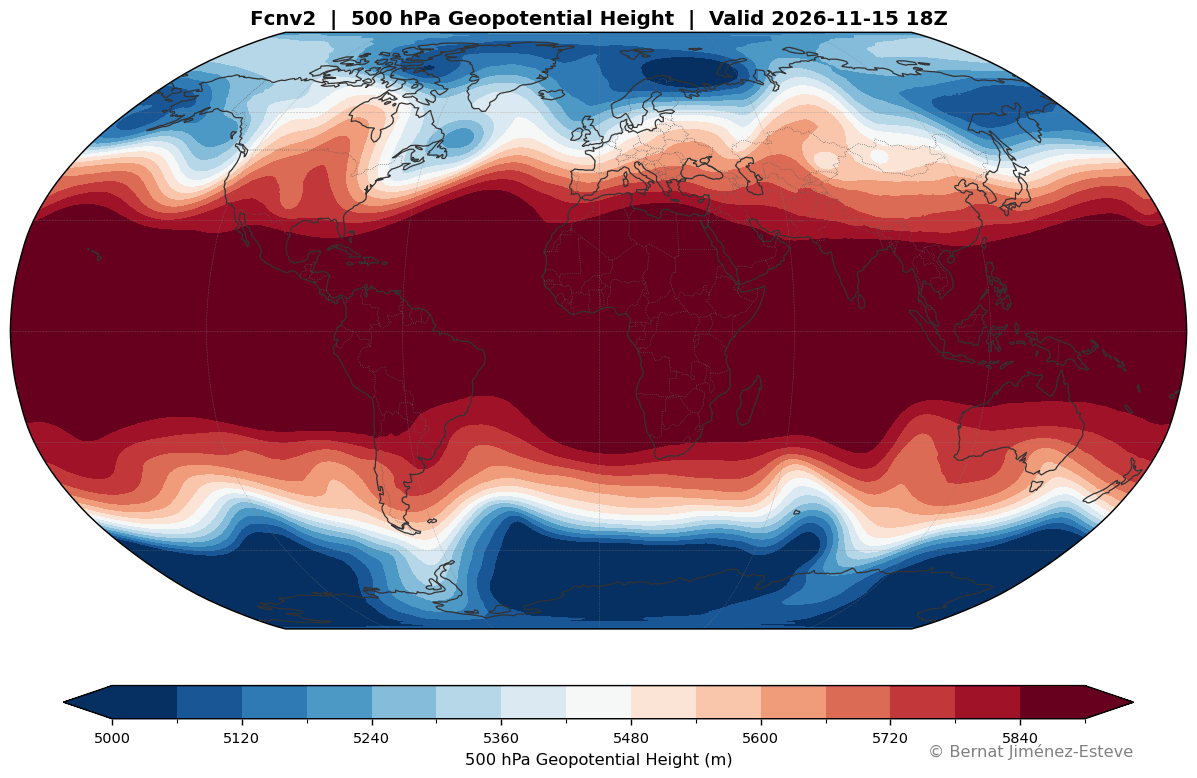 Fcnv2 | 500 hPa Geopotential Height | Valid 2026-11-15 18Z
5000 5120 5240 5360 5480 5600 5720 5840
500 hPa Geopotential Height (m)
© Bernat Jiménez-Esteve